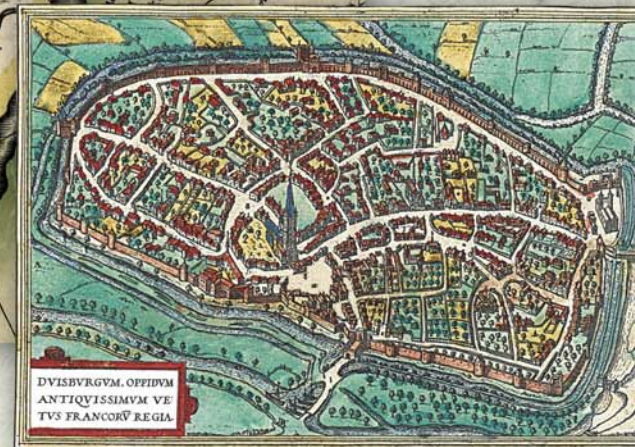 DVISBVRGVM, OPPIDVM
ANTIQVISSIMVM VE
TVS FRANCORV̄ REGIA.